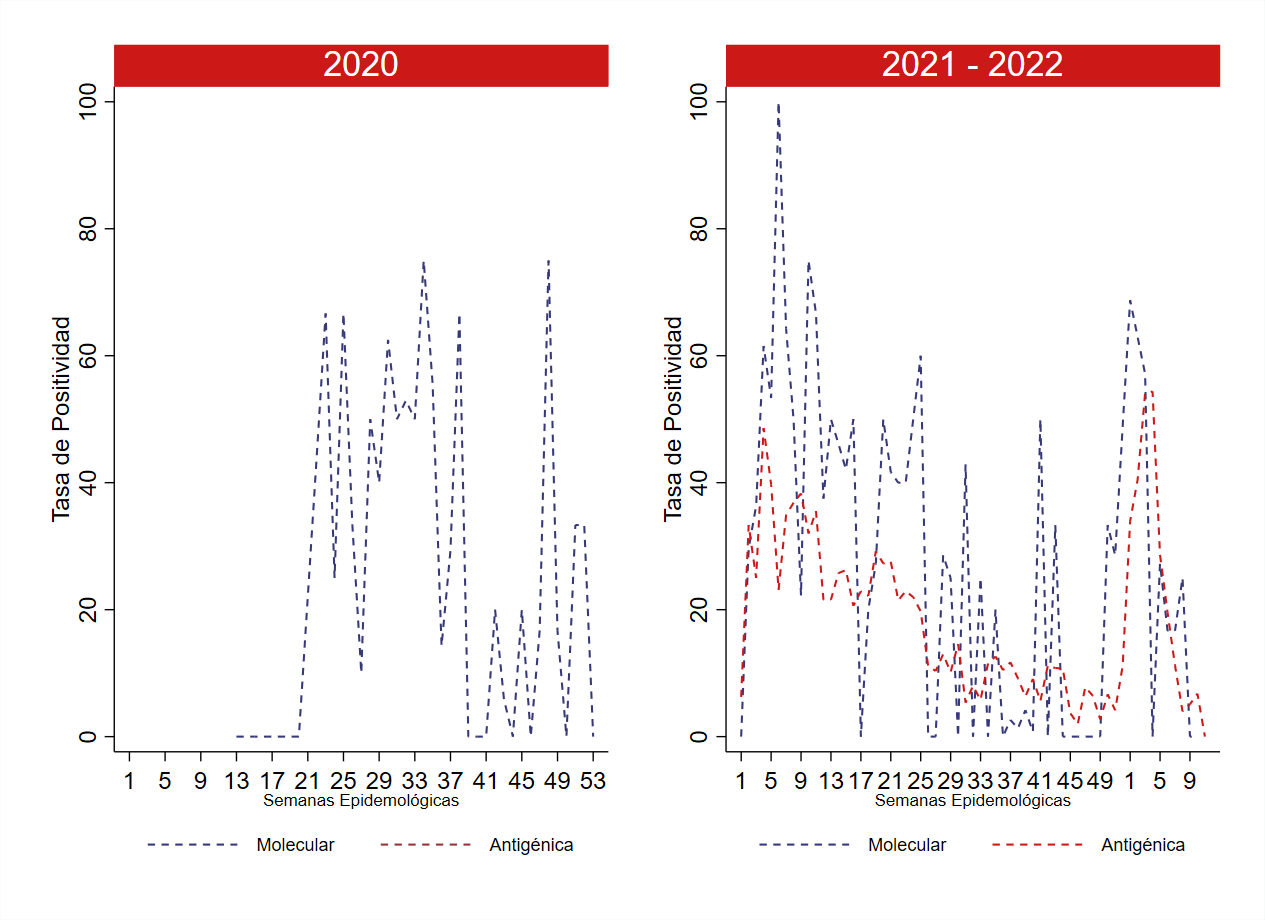 2020
100
80
60
40
20
0
Tasa de Positividad
1 5 9 13 17 21 25 29 33 37 41 45 49 53
Semanas Epidemológicas
Molecular Antigénica
2021 - 2022
100
80
60
40
20
0
Tasa de Positividad
1 5 9 13 17 21 25 29 33 37 41 45 49 1 5 9
Semanas Epidemológicas
Molecular Antigénica